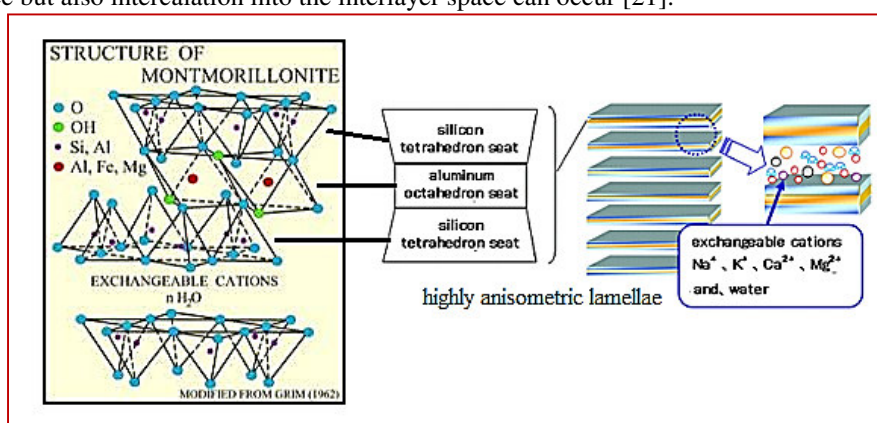 e but also intercalation into the interlayer space can occur [21].
STRUCTURE OF
MONTMORILLONITE
O
OH
Si, Al
Al, Fe, Mg
EXCHANGEABLE CATIONS
n H₂O
MODIFIED FROM GRIM (1962)
silicon
tetrahedron seat
aluminum
octahedron seat
silicon
tetrahedron seat
highly anisometric lamellae
exchangeable cations
Na⁺、K⁺、Ca²⁺、Mg²⁺
and、water